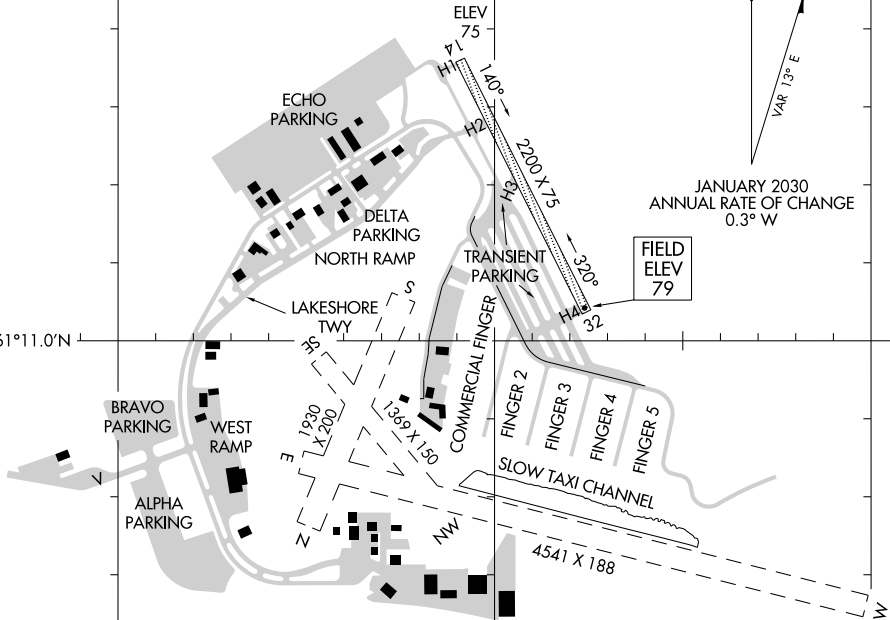 ELEV
75
14
H1
140°
VAR 13° E
ECHO
PARKING
H2
2200 X 75
JANUARY 2030
ANNUAL RATE OF CHANGE
0.3° W
H3
DELTA
PARKING
NORTH RAMP
TRANSIENT
PARKING
320°
FIELD
ELEV
79
LAKESHORE
TWY
S
H4
32
61°11.0'N
SE
COMMERCIAL FINGER
BRAVO
PARKING
WEST
RAMP
1930
X 200
1369 X 150
FINGER 2
FINGER 3
FINGER 4
FINGER 5
E
V
SLOW TAXI CHANNEL
ALPHA
PARKING
N
NW
4541 X 188
W